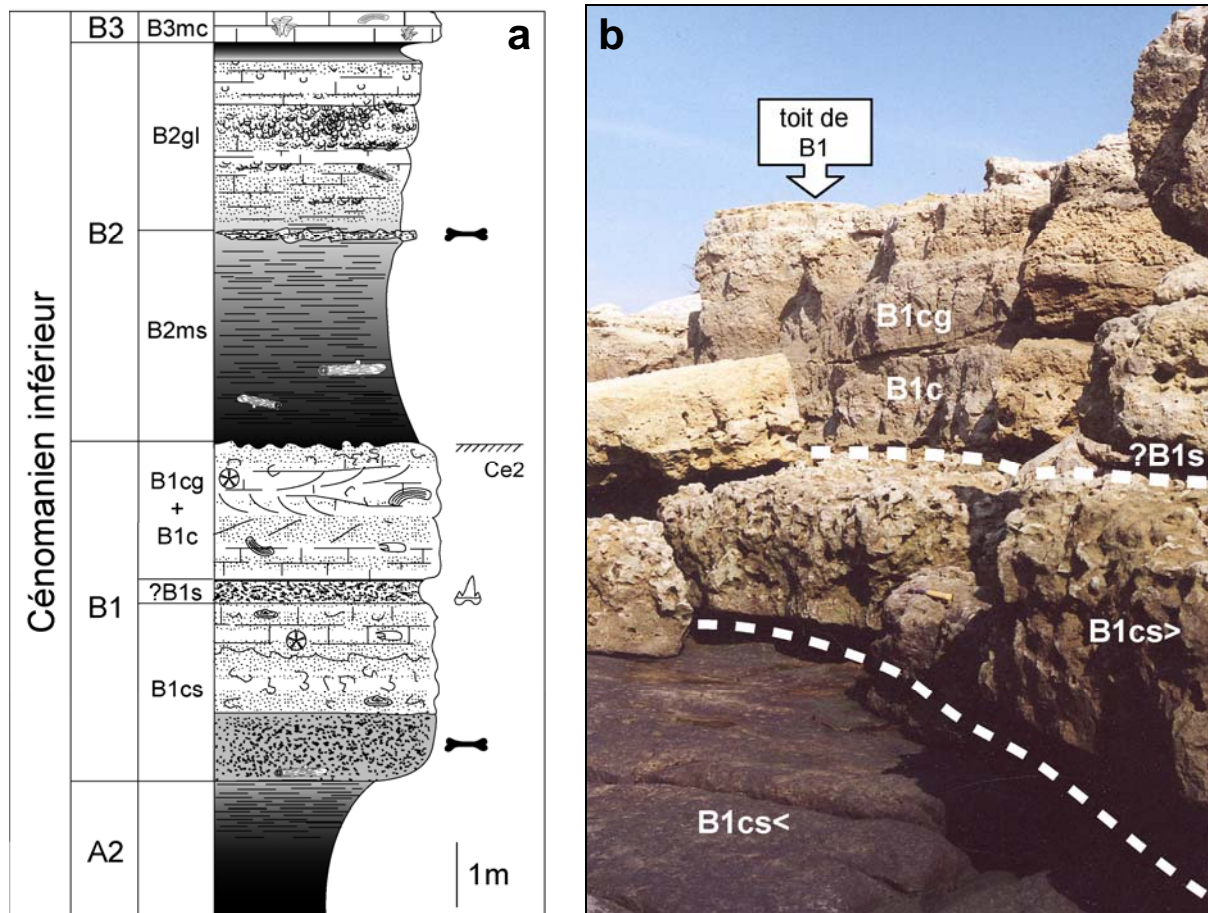 a
Cénomanien inférieur
B3
B3mc
B2
B2gl
B2ms
B1
B1cg
+
B1c
?B1s
B1cs
A2
Ce2
1m
b
toit de
B1
B1cg
B1c
?B1s
B1cs>
B1cs<